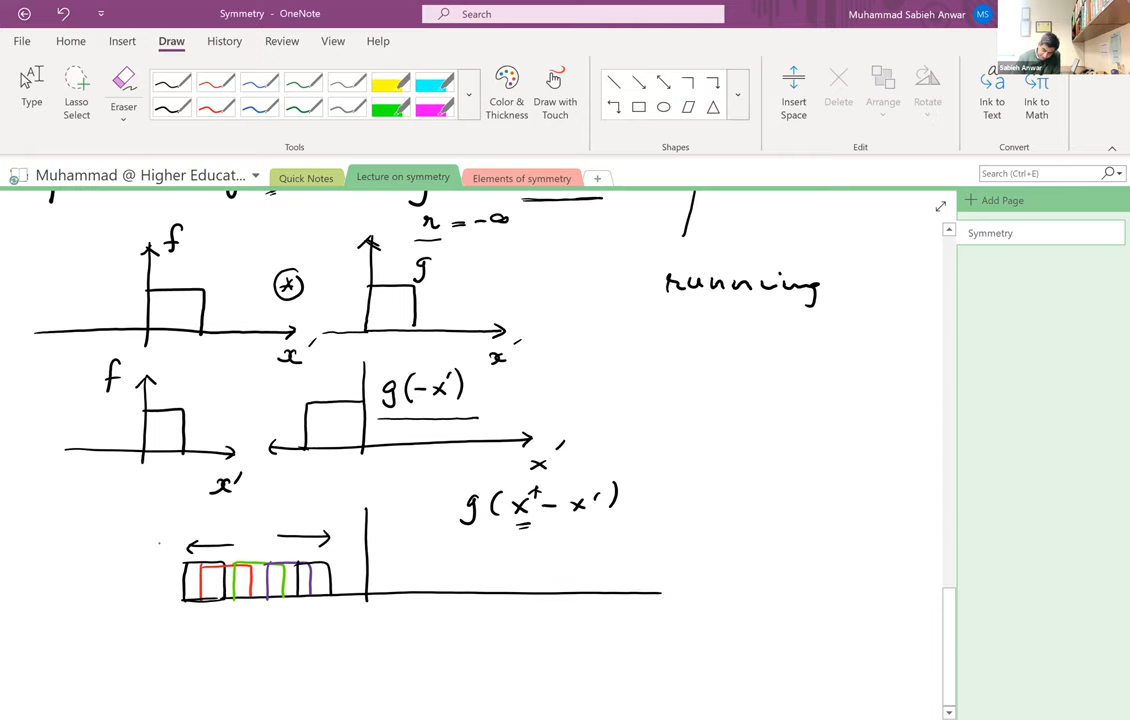 Symmetry - OneNote
Search
Muhammad Sabieh Anwar
MS
Sabieh Anwar
File
Home
Insert
Draw
History
Review
View
Help
Type
Lasso Select
Eraser
Color & Thickness
Draw with Touch
Insert Space
Delete
Arrange
Rotate
Ink to Text
Ink to Math
Tools
Shapes
Edit
Convert
Muhammad @ Higher Educat...
Quick Notes
Lecture on symmetry
Elements of symmetry
Search (Ctrl+E)
Add Page
Symmetry
r = -∞
f
g
running
x'
x'
f
g(-x')
x'
x'
g(x⁺ - x')